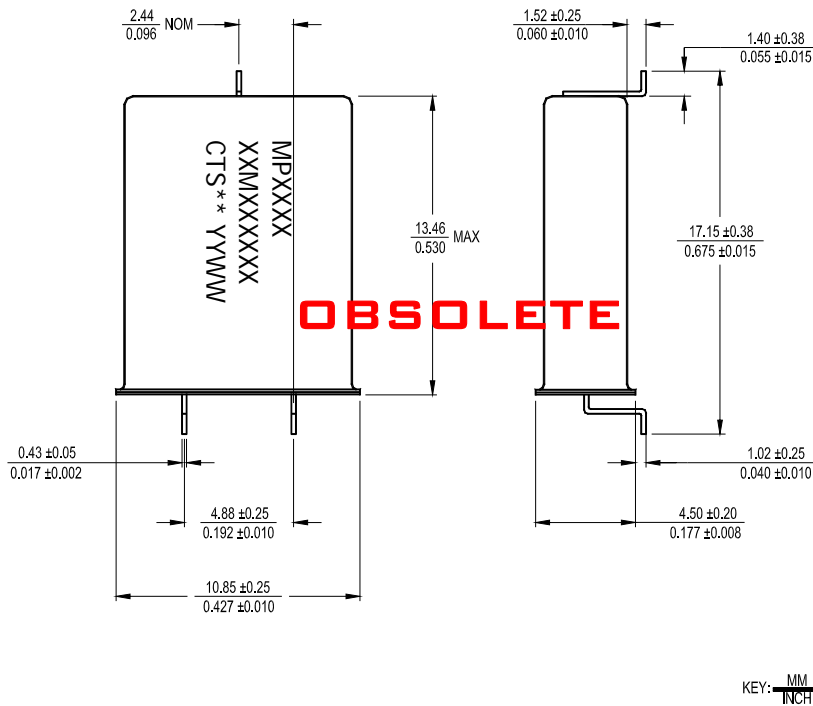 2.44
0.096
NOM
1.52 ±0.25
0.060 ±0.010
1.40 ±0.38
0.055 ±0.015
MPXXXX
XXMXXXXXX
CTS** YYWW
13.46
0.530
MAX
17.15 ±0.38
0.675 ±0.015
OBSOLETE
0.43 ±0.05
0.017 ±0.002
1.02 ±0.25
0.040 ±0.010
4.88 ±0.25
0.192 ±0.010
4.50 ±0.20
0.177 ±0.008
10.85 ±0.25
0.427 ±0.010
KEY: MM
INCH